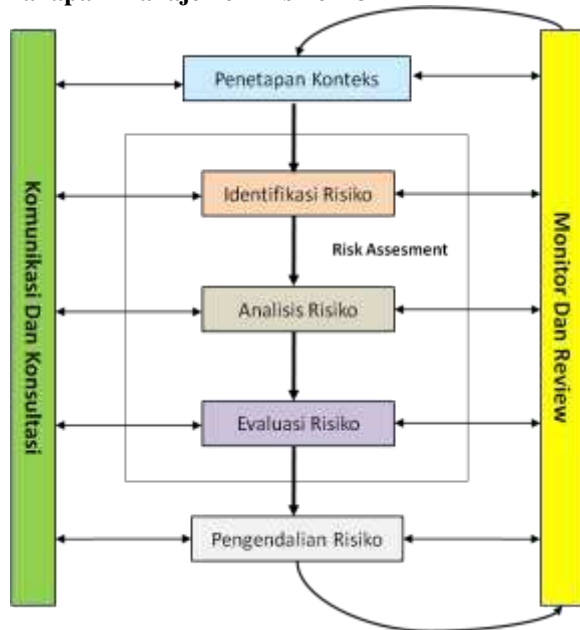 Penetapan Konteks
Komunikasi Dan Konsultasi
Identifikasi Risiko
Monitor Dan Review
Risk Assesment
Analisis Risiko
Evaluasi Risiko
Pengendalian Risiko